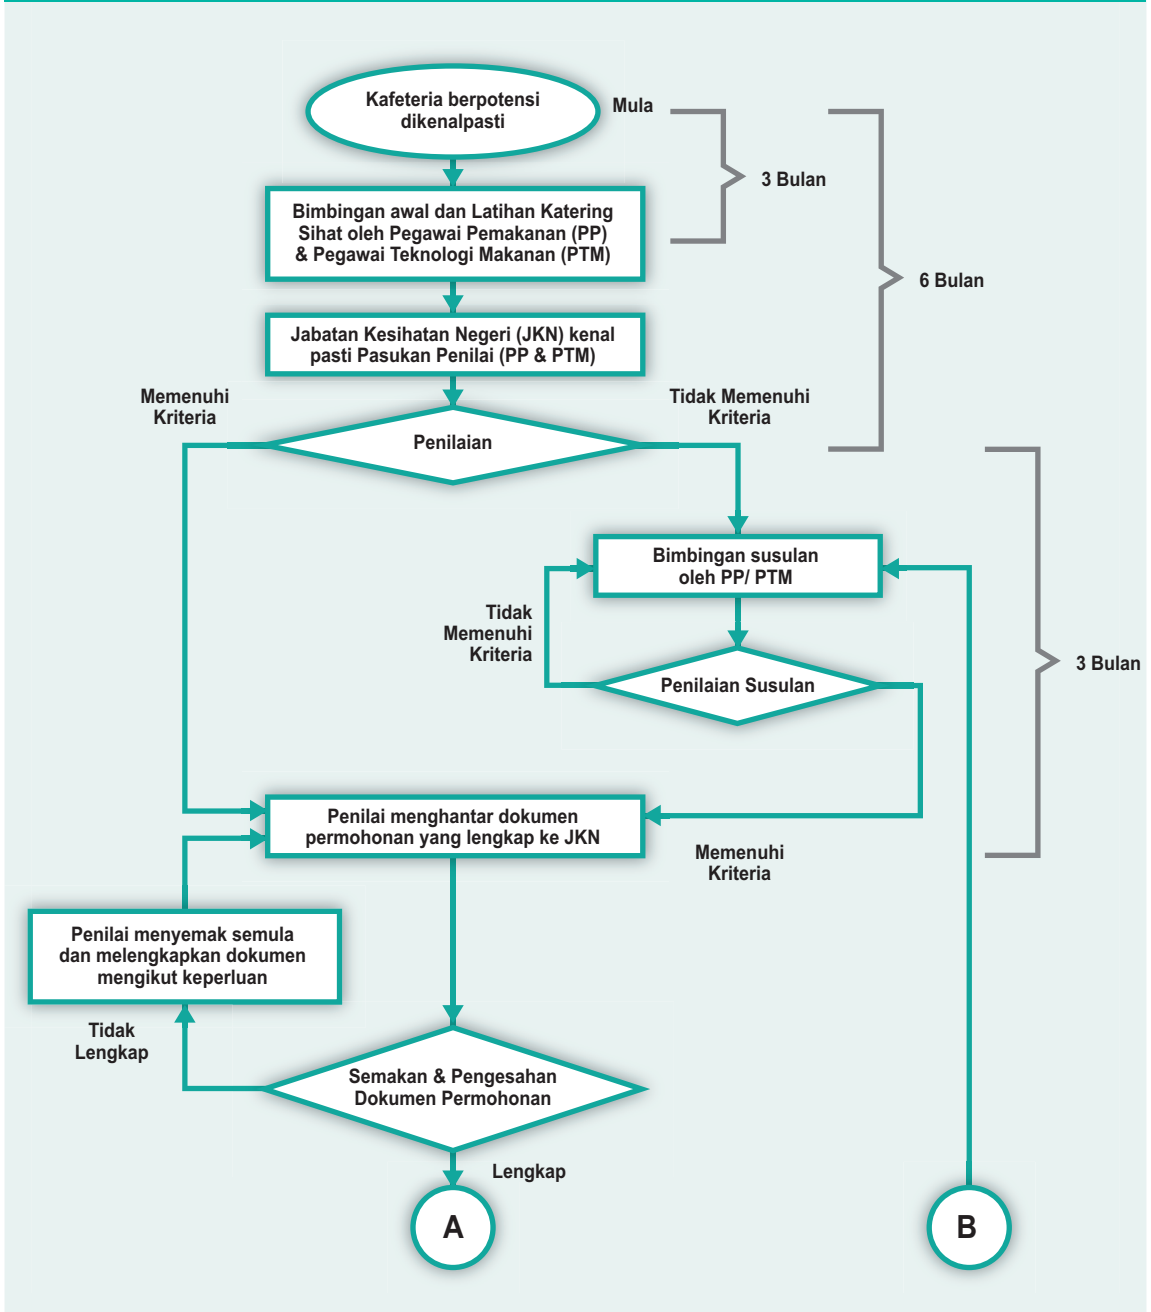 Kafeteria berpotensi
dikenalpasti
Mula
3 Bulan
Bimbingan awal dan Latihan Katering
Sihat oleh Pegawai Pemakanan (PP)
& Pegawai Teknologi Makanan (PTM)
6 Bulan
Jabatan Kesihatan Negeri (JKN) kenal
pasti Pasukan Penilai (PP & PTM)
Memenuhi
Kriteria
Tidak Memenuhi
Kriteria
Penilaian
Bimbingan susulan
oleh PP/ PTM
Tidak
Memenuhi
Kriteria
Penilaian Susulan
3 Bulan
Penilai menghantar dokumen
permohonan yang lengkap ke JKN
Memenuhi
Kriteria
Penilai menyemak semula
dan melengkapkan dokumen
mengikut keperluan
Tidak
Lengkap
Semakan & Pengesahan
Dokumen Permohonan
Lengkap
A
B